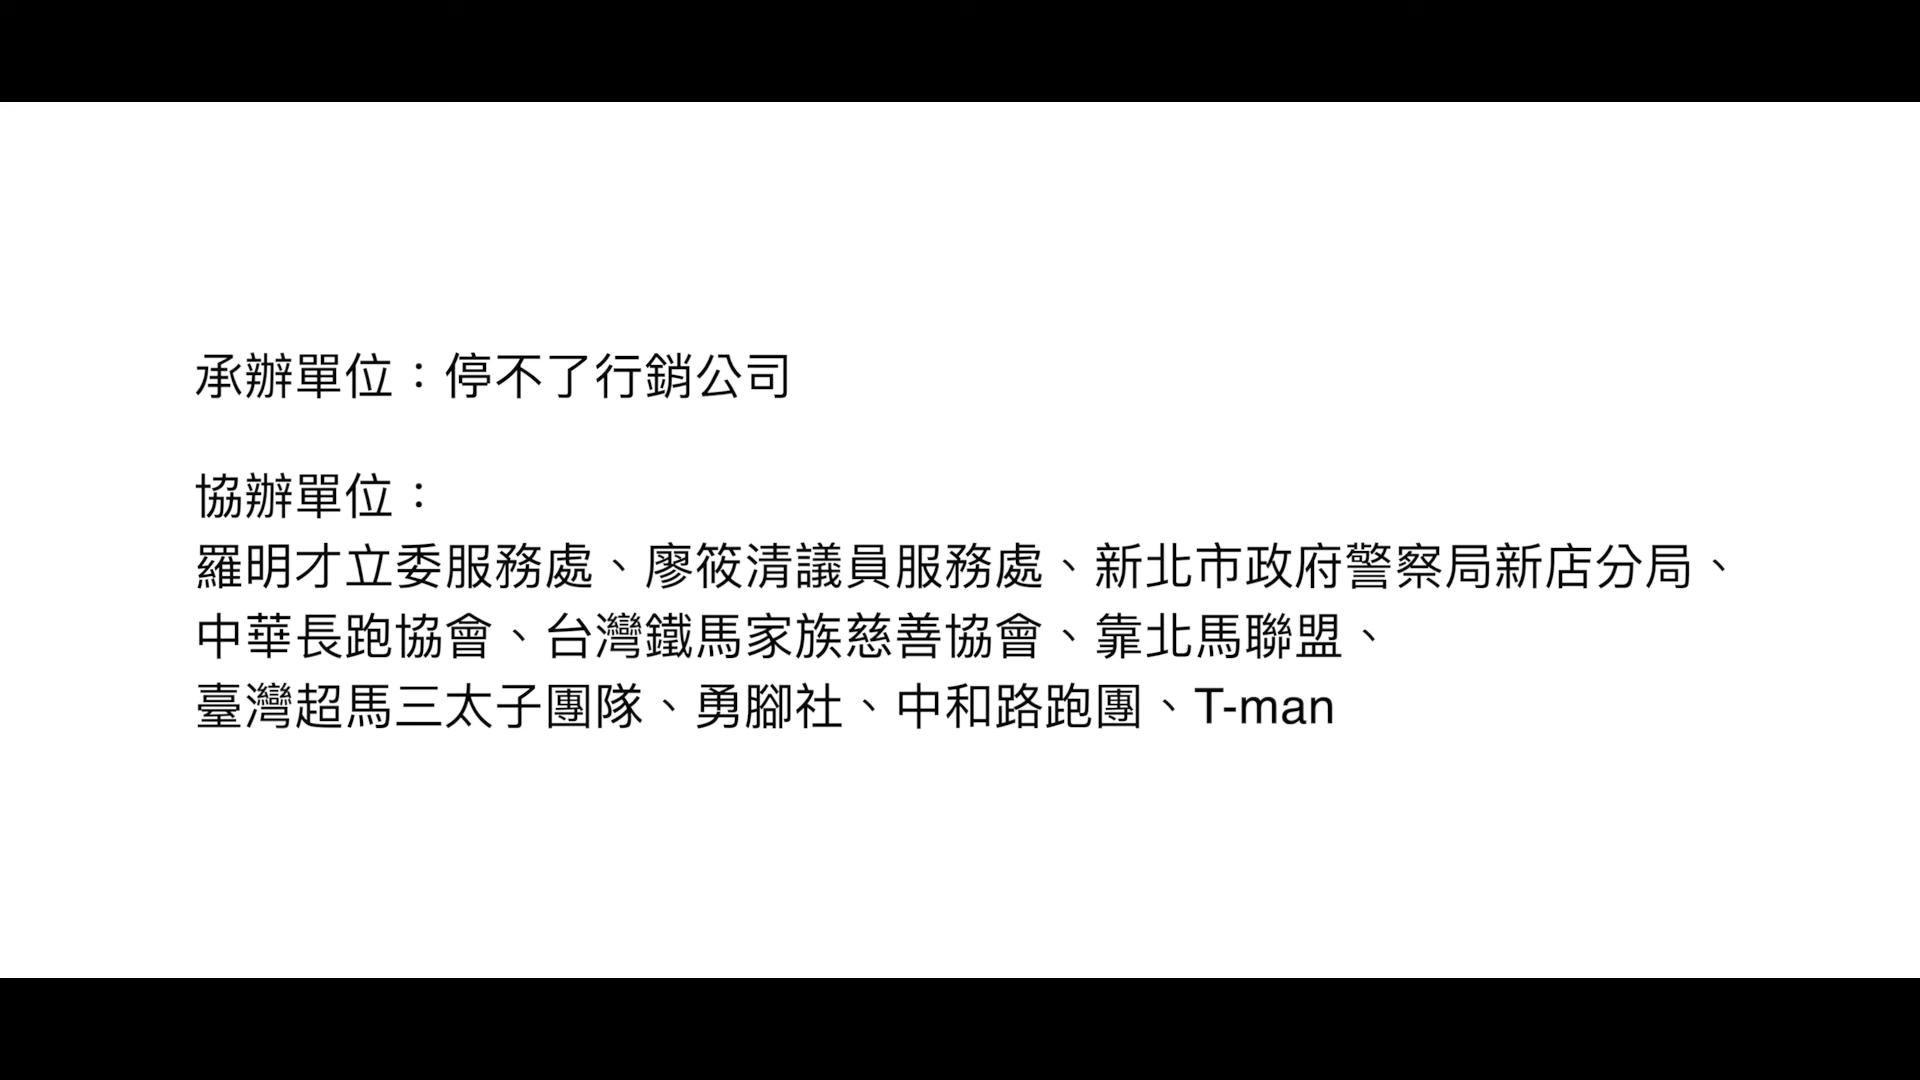 承辦單位：停不了行銷公司
協辦單位：
羅明才立委服務處、廖筱清議員服務處、新北市政府警察局新店分局、
中華長跑協會、台灣鐵馬家族慈善協會、靠北馬聯盟、
臺灣超馬三太子團隊、勇腳社、中和路跑團、T-man